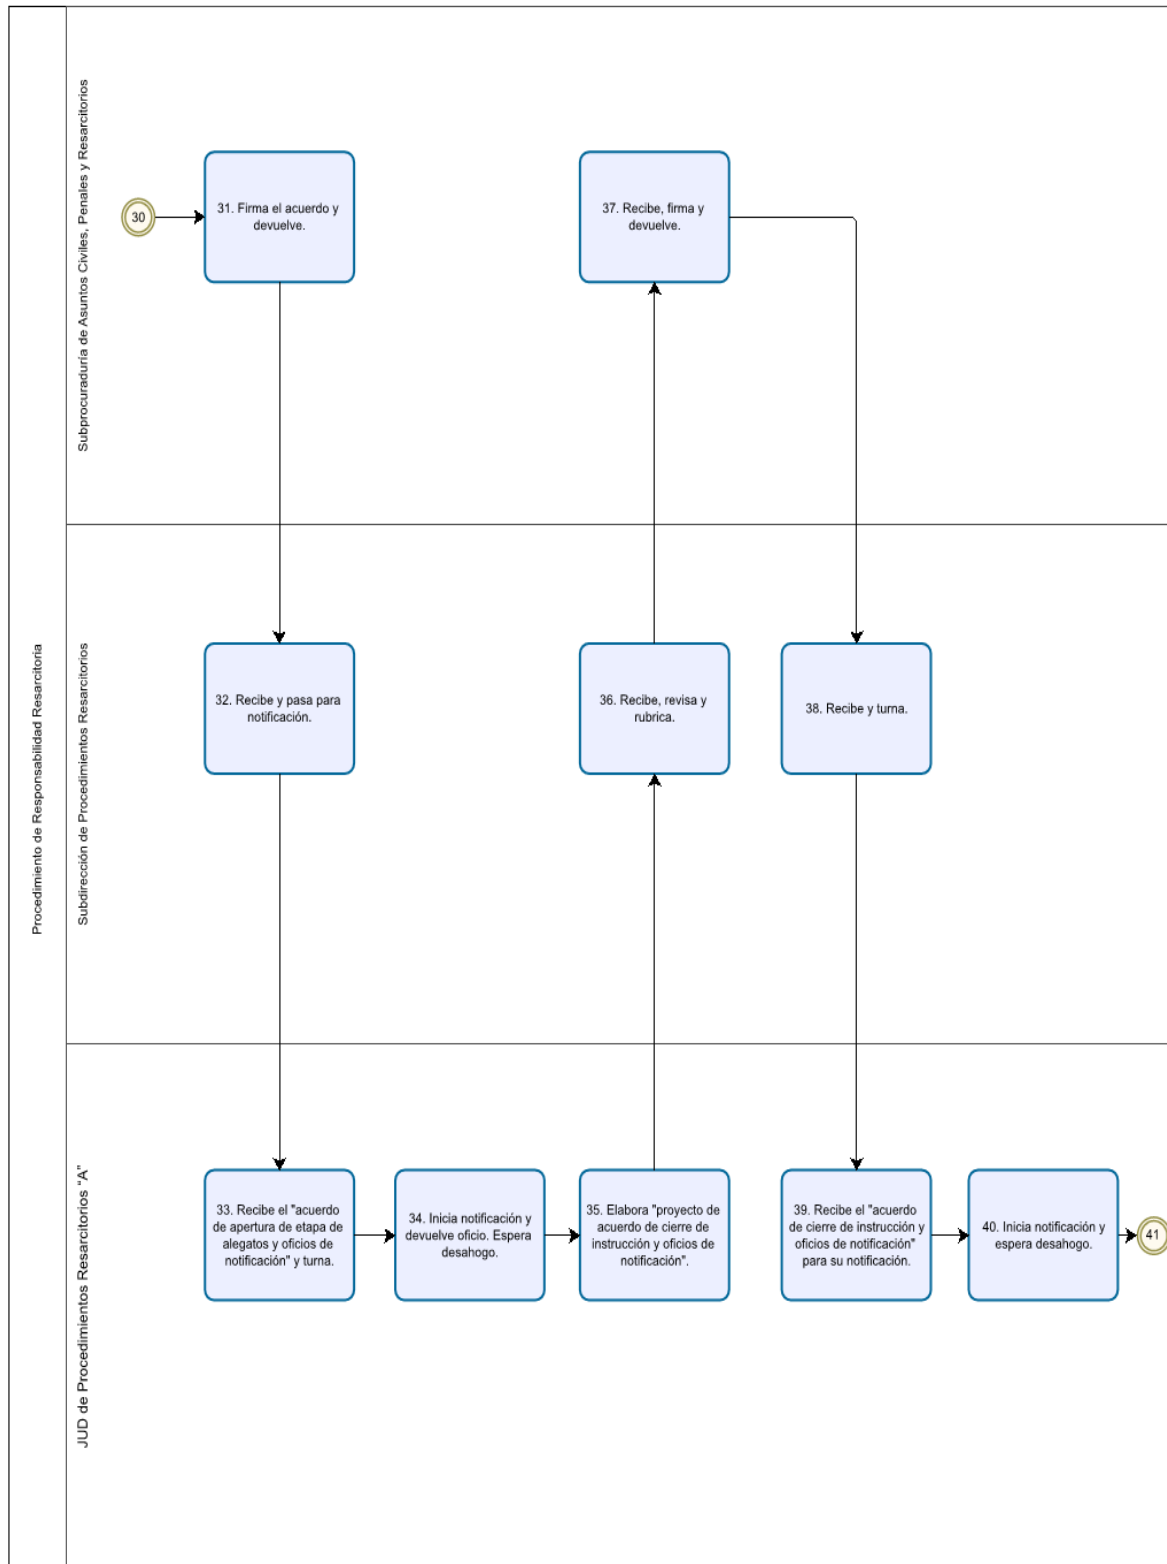 Procedimiento de Responsabilidad Resarcitoria
Subprocuraduría de Asuntos Civiles, Penales y Resarcitorios
30
31. Firma el acuerdo y
devuelve.
37. Recibe, firma y
devuelve.
Subdirección de Procedimientos Resarcitorios
32. Recibe y pasa para
notificación.
36. Recibe, revisa y
rubrica.
38. Recibe y turna.
JUD de Procedimientos Resarcitorios "A"
33. Recibe el "acuerdo
de apertura de etapa de
alegatos y oficios de
notificación" y turna.
34. Inicia notificación y
devuelve oficio. Espera
desahogo.
35. Elabora "proyecto de
acuerdo de cierre de
instrucción y oficios de
notificación".
39. Recibe el "acuerdo
de cierre de instrucción y
oficios de notificación"
para su notificación.
40. Inicia notificación y
espera desahogo.
41